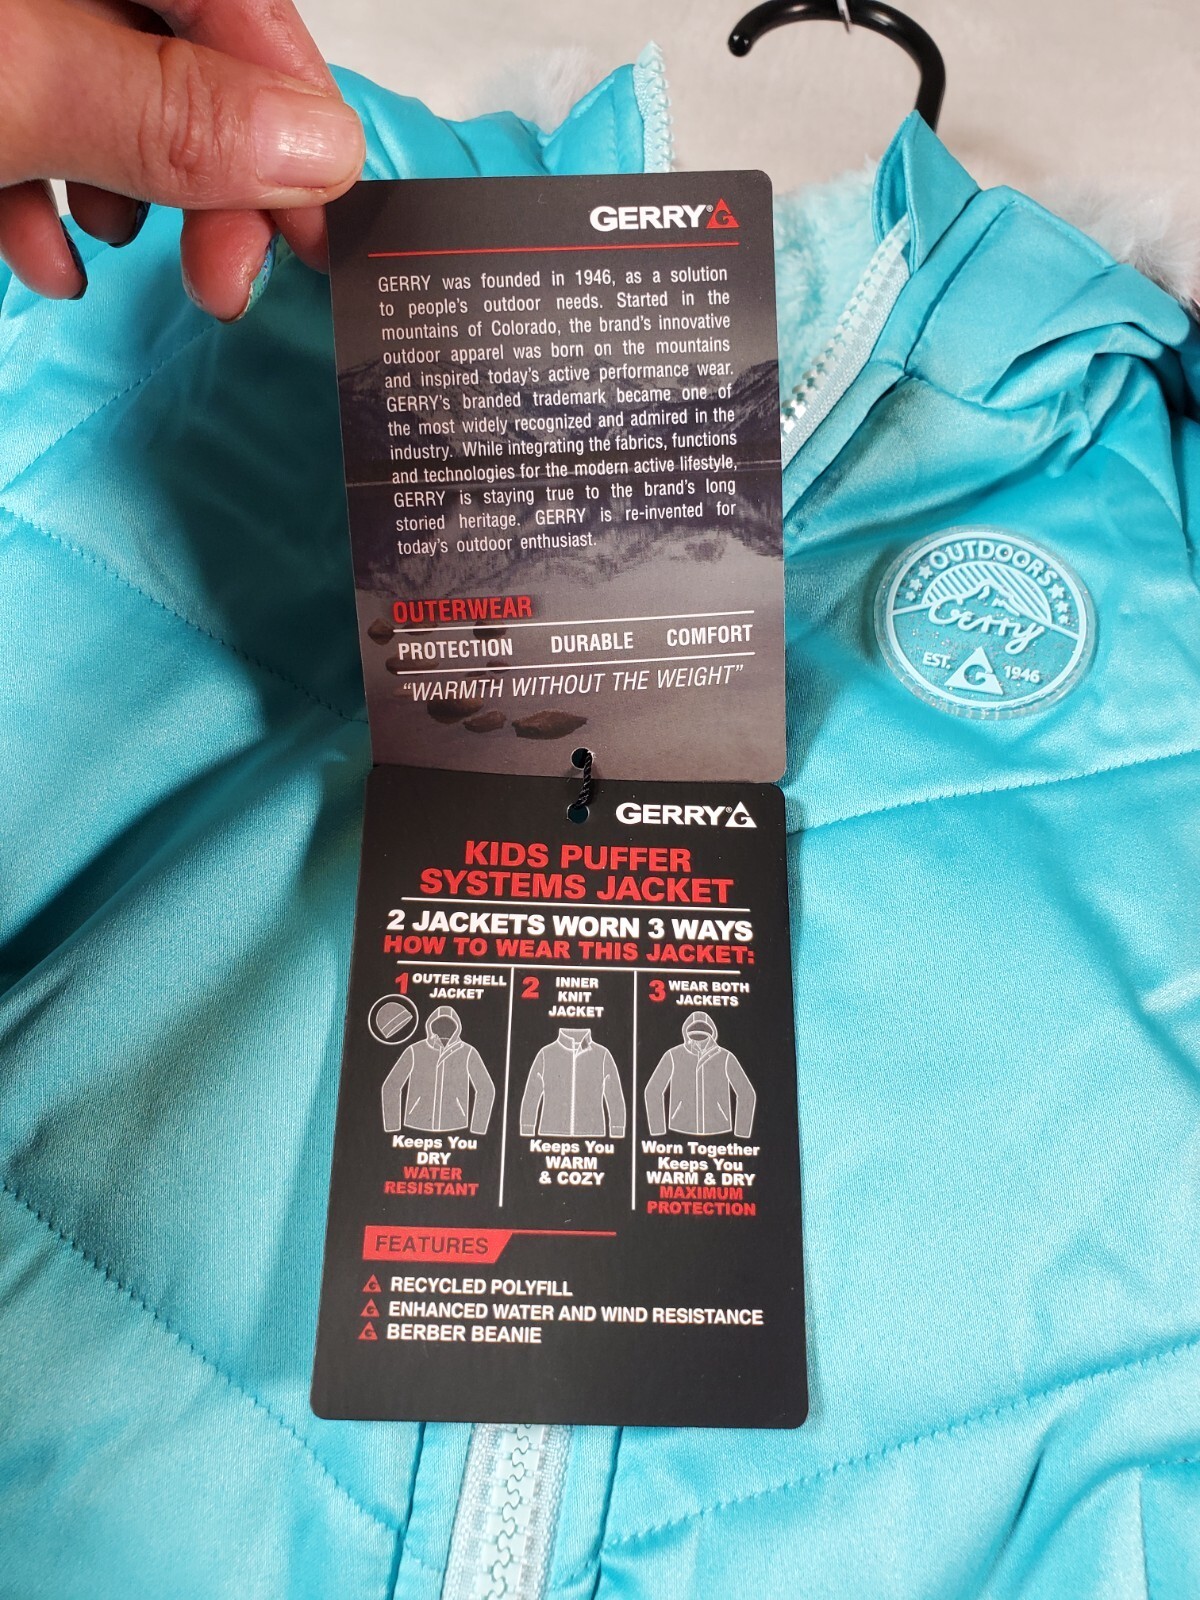 GERRY®
GERRY was founded in 1946, as a solution
to people's outdoor needs. Started in the
mountains of Colorado, the brand's innovative
outdoor apparel was born on the mountains
and inspired today's active performance wear.
GERRY's branded trademark became one of
the most widely recognized and admired in the
industry. While integrating the fabrics, functions
and technologies for the modern active lifestyle,
GERRY is staying true to the brand's long
storied heritage. GERRY is re-invented for
today's outdoor enthusiast.
OUTERWEAR
PROTECTION DURABLE COMFORT
"WARMTH WITHOUT THE WEIGHT"
OUTDOORS
Gerry
EST. G 1946
GERRY®
KIDS PUFFER
SYSTEMS JACKET
2 JACKETS WORN 3 WAYS
HOW TO WEAR THIS JACKET:
1 OUTER SHELL
JACKET
Keeps You
DRY
WATER
RESISTANT
2 INNER
KNIT
JACKET
Keeps You
WARM
& COZY
3 WEAR BOTH
JACKETS
Worn Together
Keeps You
WARM & DRY
MAXIMUM
PROTECTION
FEATURES
RECYCLED POLYFILL
ENHANCED WATER AND WIND RESISTANCE
BERBER BEANIE